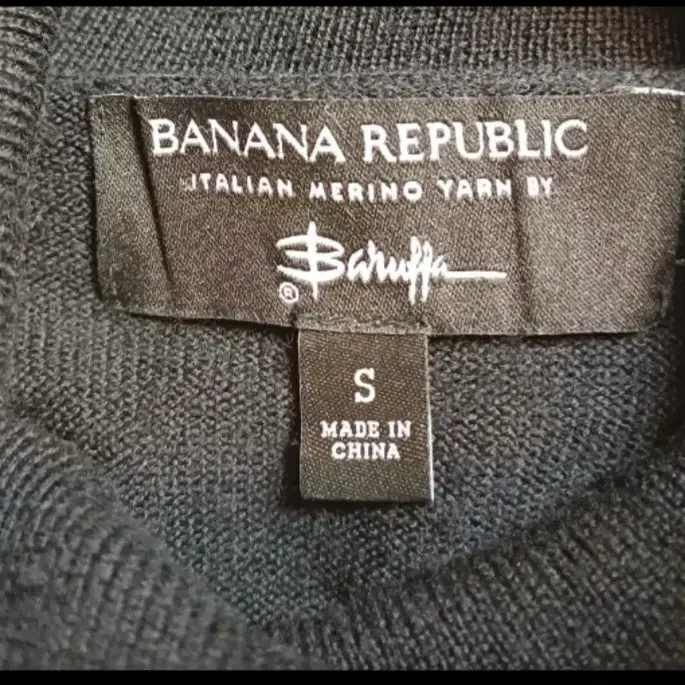 BANANA REPUBLIC
ITALIAN MERINO YARN BY
Baruffa
®
S
MADE IN
CHINA